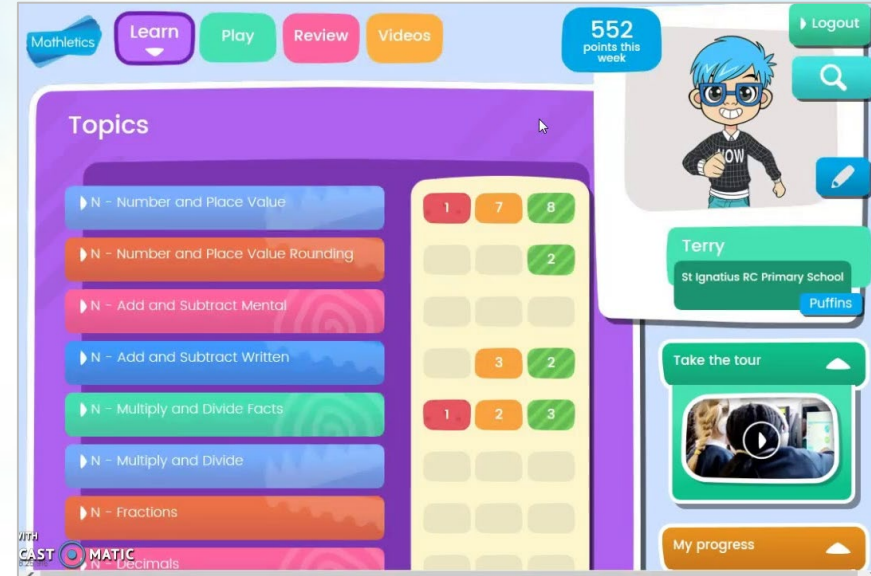 Mathletics
Learn
Play
Review
Videos
552
points this
week
Logout
Topics
NOW
N - Number and Place Value
1 7 8
N - Number and Place Value Rounding
2
Terry
St Ignatius RC Primary School
Puffins
N - Add and Subtract Mental
N - Add and Subtract Written
3 2
Take the tour
N - Multiply and Divide Facts
1 2 3
N - Multiply and Divide
N - Fractions
My progress
N - Decimals
CAST MATIC